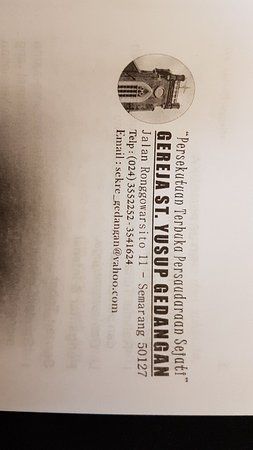 "Persekutuan Terbuka Persaudaraan Sejati"
GEREJA ST. YUSUP GEDANGAN
Jalan Ronggowarsito 11 - Semarang 50127
Telp : (024) 3552252 - 3541624
Email : sekre_gedangan@yahoo.com